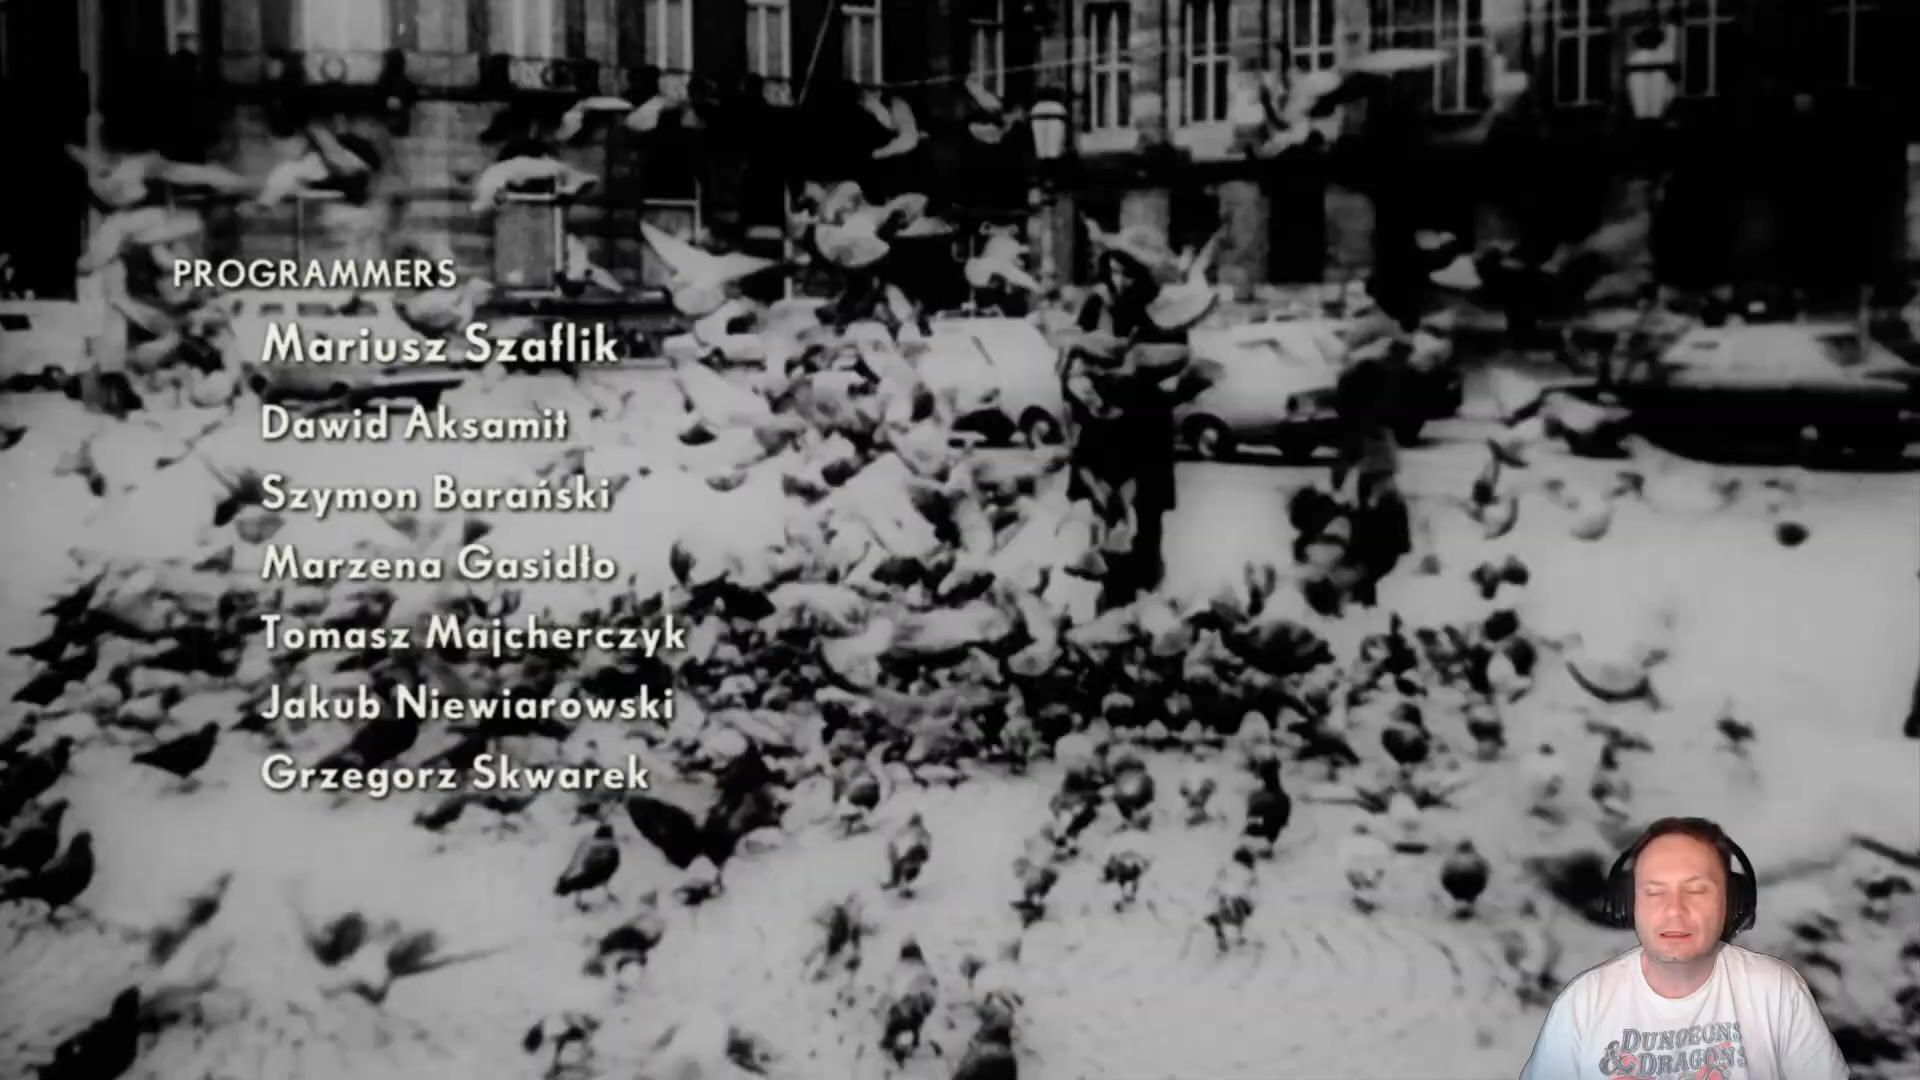 PROGRAMMERS
Mariusz Szaflik
Dawid Aksamit
Szymon Barański
Marzena Gasidło
Tomasz Majcherczyk
Jakub Niewiarowski
Grzegorz Skwarek
DUNGEONS
& DRAGONS